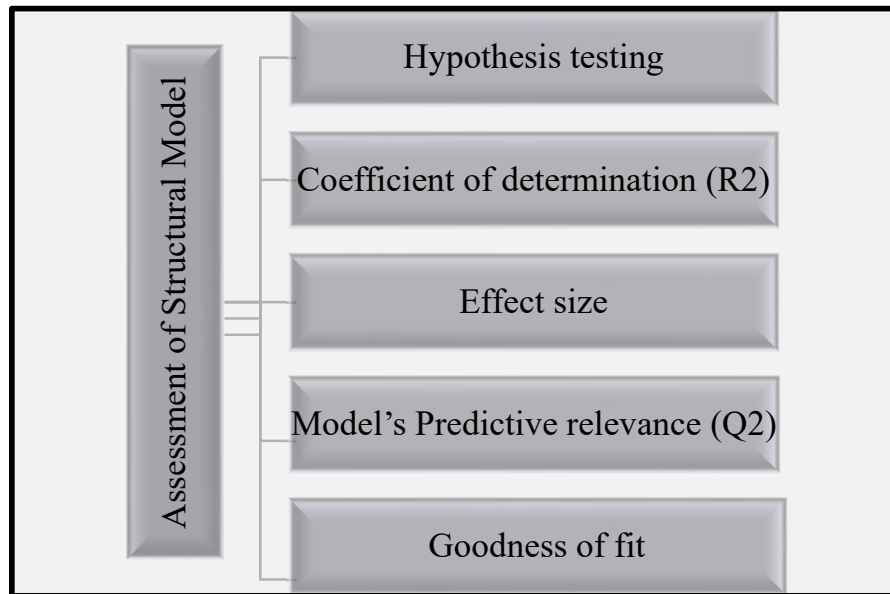 Assessment of Structural Model
Hypothesis testing
Coefficient of determination (R2)
Effect size
Model’s Predictive relevance (Q2)
Goodness of fit